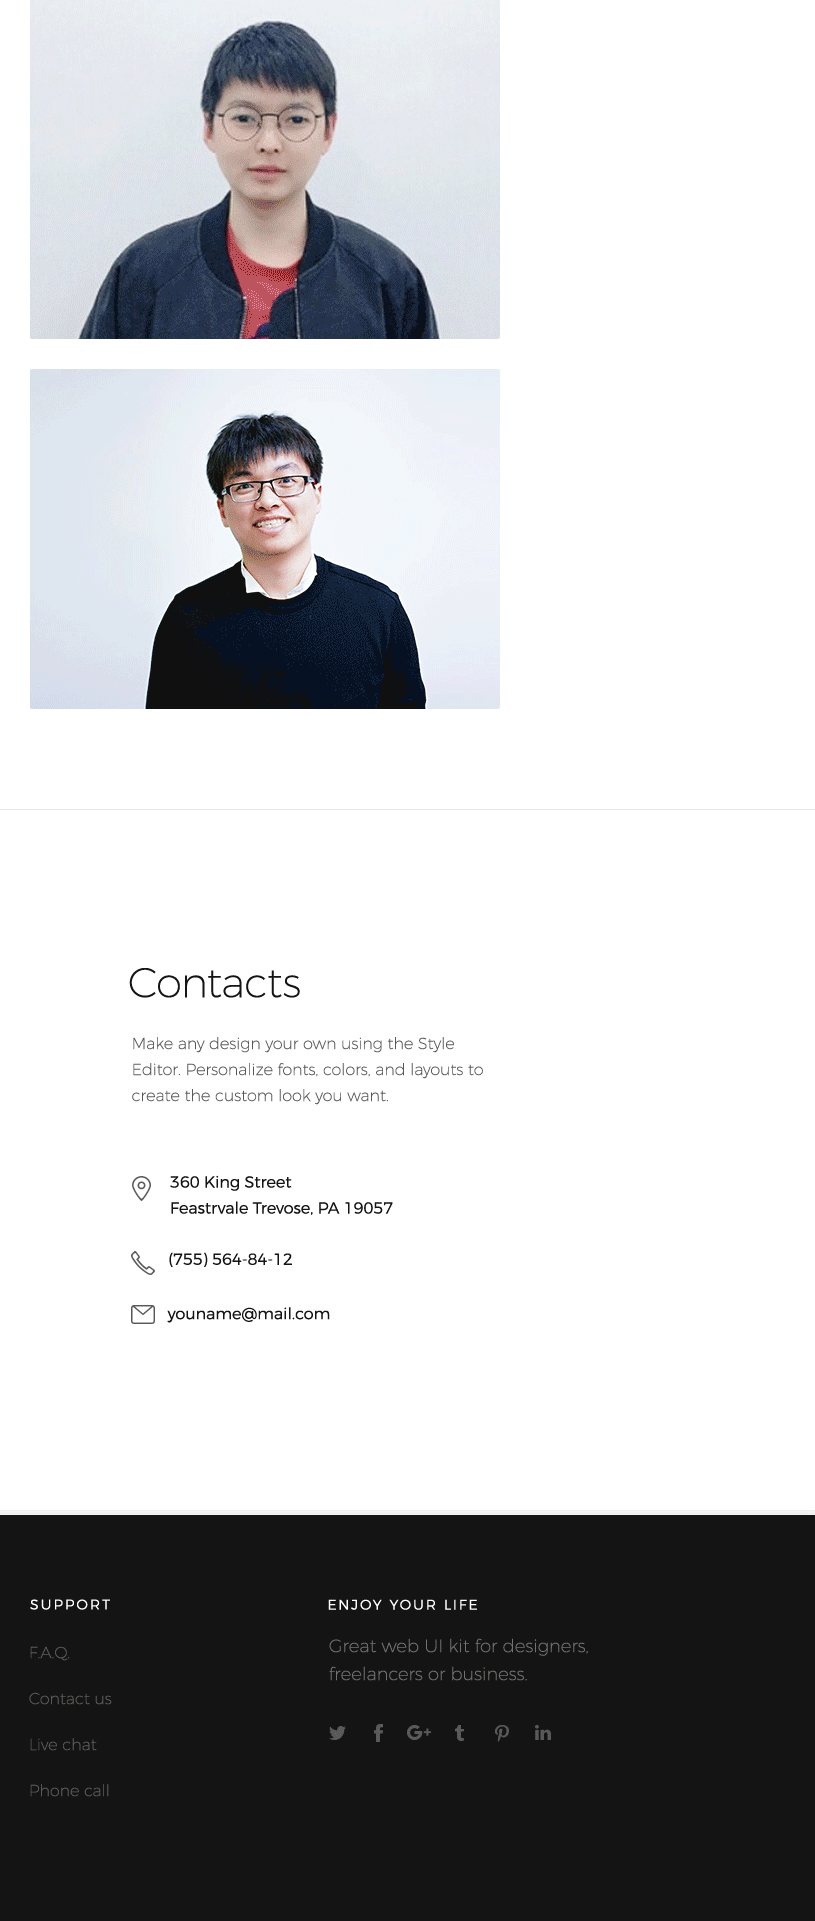 Contacts
Make any design your own using the Style
Editor. Personalize fonts, colors, and layouts to
create the custom look you want.
360 King Street
Feastrvale Trevose, PA 19057
(755) 564-84-12
youname@mail.com
SUPPORT
F.A.Q.
Contact us
Live chat
Phone call
ENJOY YOUR LIFE
Great web UI kit for designers,
freelancers or business.